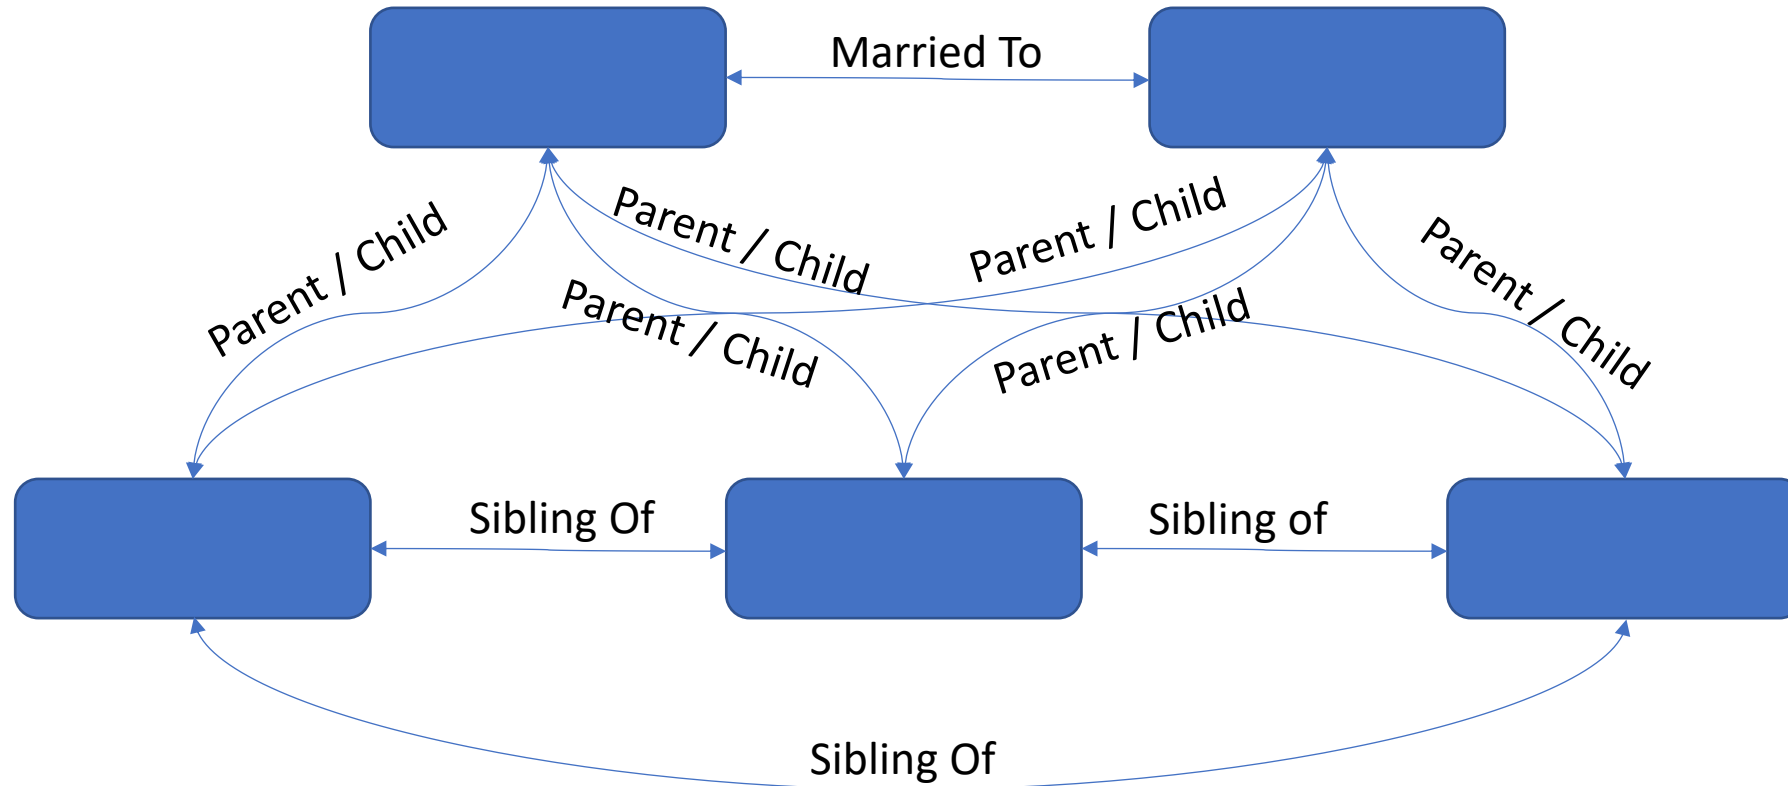 Married To
Parent / Child
Parent / Child
Parent / Child
Parent / Child
Parent / Child
Parent / Child
Sibling Of
Sibling of
Sibling Of